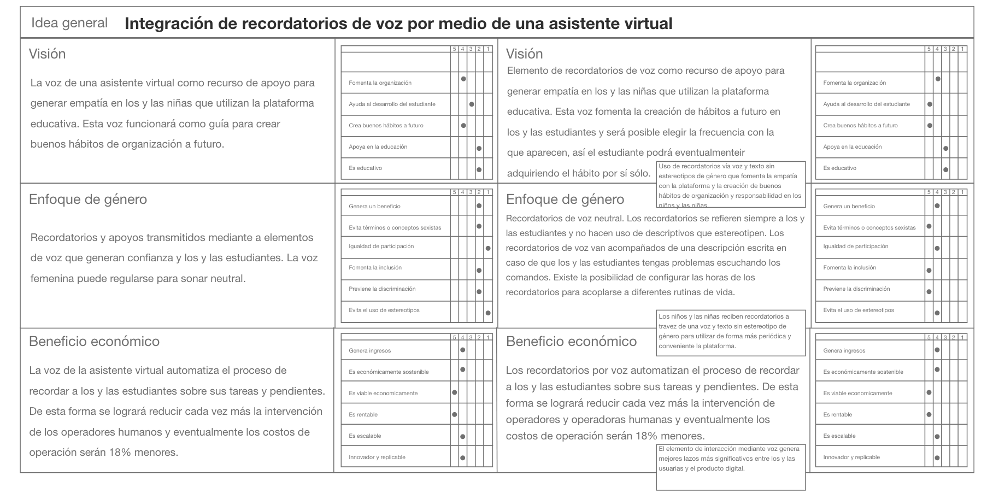 Idea general Integración de recordatorios de voz por medio de una asistente virtual
Visión
La voz de una asistente virtual como recurso de apoyo para
generar empatía en los y las niñas que utilizan la plataforma
educativa. Esta voz funcionará como guía para crear
buenos hábitos de organización a futuro.
5 4 3 2 1
Fomenta la organización
Ayuda al desarrollo del estudiante
Crea buenos hábitos a futuro
Apoya en la educación
Es educativo
Visión
Elemento de recordatorios de voz como recurso de apoyo para
generar empatía en los y las niñas que utilizan la plataforma
educativa. Esta voz fomenta la creación de hábitos a futuro en
los y las estudiantes y será posible elegir la frecuencia con la
que aparecen, así el estudiante podrá eventualmenteir
adquiriendo el hábito por sí sólo.
Uso de recordatorios vía voz y texto sin
estereotipos de género que fomenta la empatía
con la plataforma y la creación de buenos
hábitos de organización y responsabilidad en los
niños y las niñas.
5 4 3 2 1
Fomenta la organización
Ayuda al desarrollo del estudiante
Crea buenos hábitos a futuro
Apoya en la educación
Es educativo
Enfoque de género
Recordatorios y apoyos transmitidos mediante a elementos
de voz que generan confianza y los y las estudiantes. La voz
femenina puede regularse para sonar neutral.
5 4 3 2 1
Genera un beneficio
Evita términos o conceptos sexistas
Igualdad de participación
Fomenta la inclusión
Previene la discriminación
Evita el uso de estereotipos
Enfoque de género
Recordatorios de voz neutral. Los recordatorios se refieren siempre a los y
las estudiantes y no hacen uso de descriptivos que estereotipen. Los
recordatorios de voz van acompañados de una descripción escrita en
caso de que los y las estudiantes tengas problemas escuchando los
comandos. Existe la posibilidad de configurar las horas de los
recordatorios para acoplarse a diferentes rutinas de vida.
Los niños y las niñas reciben recordatorios a
travez de una voz y texto sin estereotipo de
género para utilizar de forma más periódica y
conveniente la plataforma.
5 4 3 2 1
Genera un beneficio
Evita términos o conceptos sexistas
Igualdad de participación
Fomenta la inclusión
Previene la discriminación
Evita el uso de estereotipos
Beneficio económico
La voz de la asistente virtual automatiza el proceso de
recordar a los y las estudiantes sobre sus tareas y pendientes.
De esta forma se logrará reducir cada vez más la intervención
de los operadores humanos y eventualmente los costos de
operación serán 18% menores.
5 4 3 2 1
Genera ingresos
Es económicamente sostenible
Es viable economicamente
Es rentable
Es escalable
Innovador y replicable
Beneficio económico
Los recordatorios por voz automatizan el proceso de recordar
a los y las estudiantes sobre sus tareas y pendientes. De esta
forma se logrará reducir cada vez más la intervención de
operadores y operadoras humanas y eventualmente los
costos de operación serán 18% menores.
El elemento de interacción mediante voz genera
mejores lazos más significativos entre los y las
usuarias y el producto digital.
5 4 3 2 1
Genera ingresos
Es económicamente sostenible
Es viable economicamente
Es rentable
Es escalable
Innovador y replicable